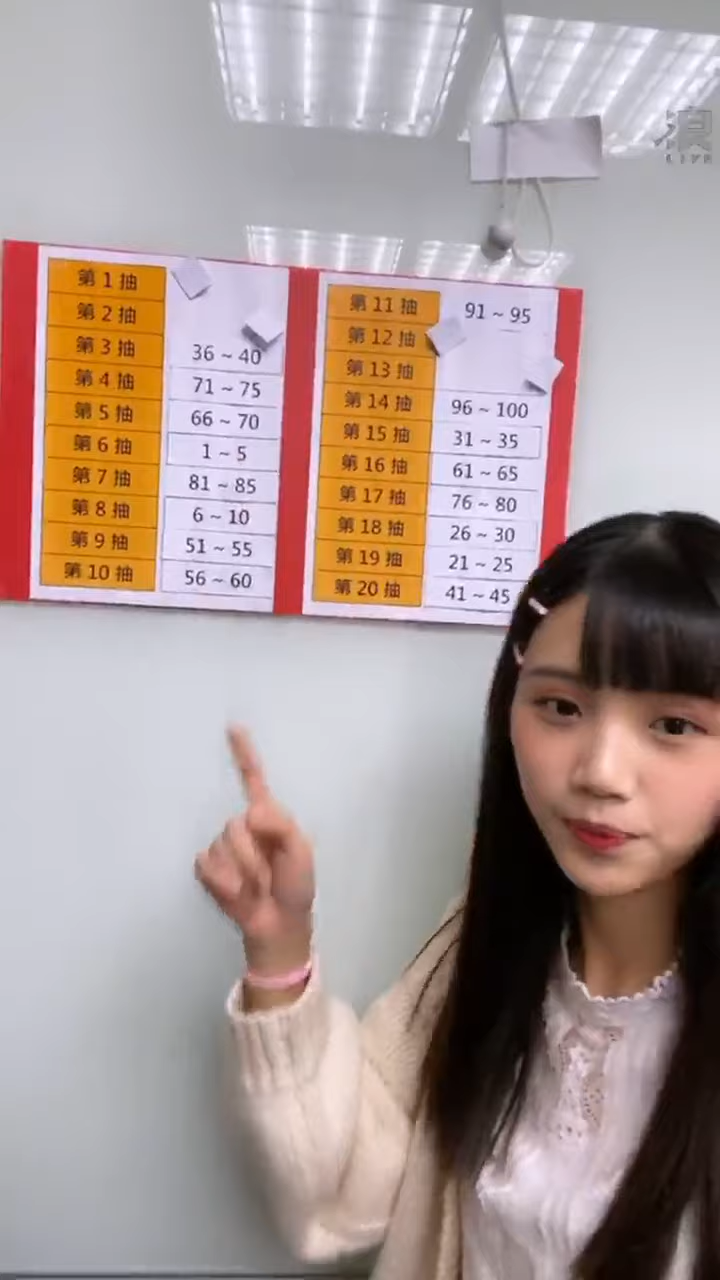 浪
LIVE
第 1 抽
第 2 抽
第 3 抽 36 ~ 40
第 4 抽 71 ~ 75
第 5 抽 66 ~ 70
第 6 抽 1 ~ 5
第 7 抽 81 ~ 85
第 8 抽 6 ~ 10
第 9 抽 51 ~ 55
第 10 抽 56 ~ 60
第 11 抽 91 ~ 95
第 12 抽
第 13 抽
第 14 抽 96 ~ 100
第 15 抽 31 ~ 35
第 16 抽 61 ~ 65
第 17 抽 76 ~ 80
第 18 抽 26 ~ 30
第 19 抽 21 ~ 25
第 20 抽 41 ~ 45